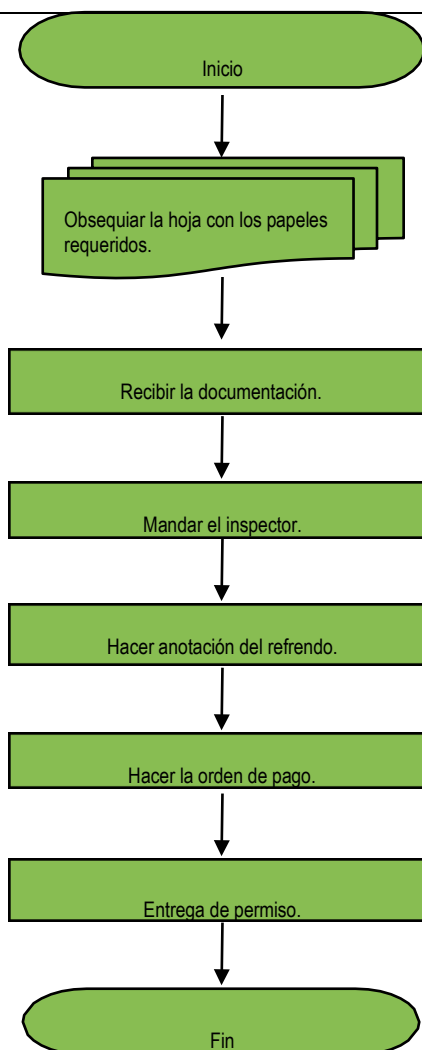 Inicio
Obsequiar la hoja con los papeles
requeridos.
Recibir la documentación.
Mandar el inspector.
Hacer anotación del refrendo.
Hacer la orden de pago.
Entrega de permiso.
Fin